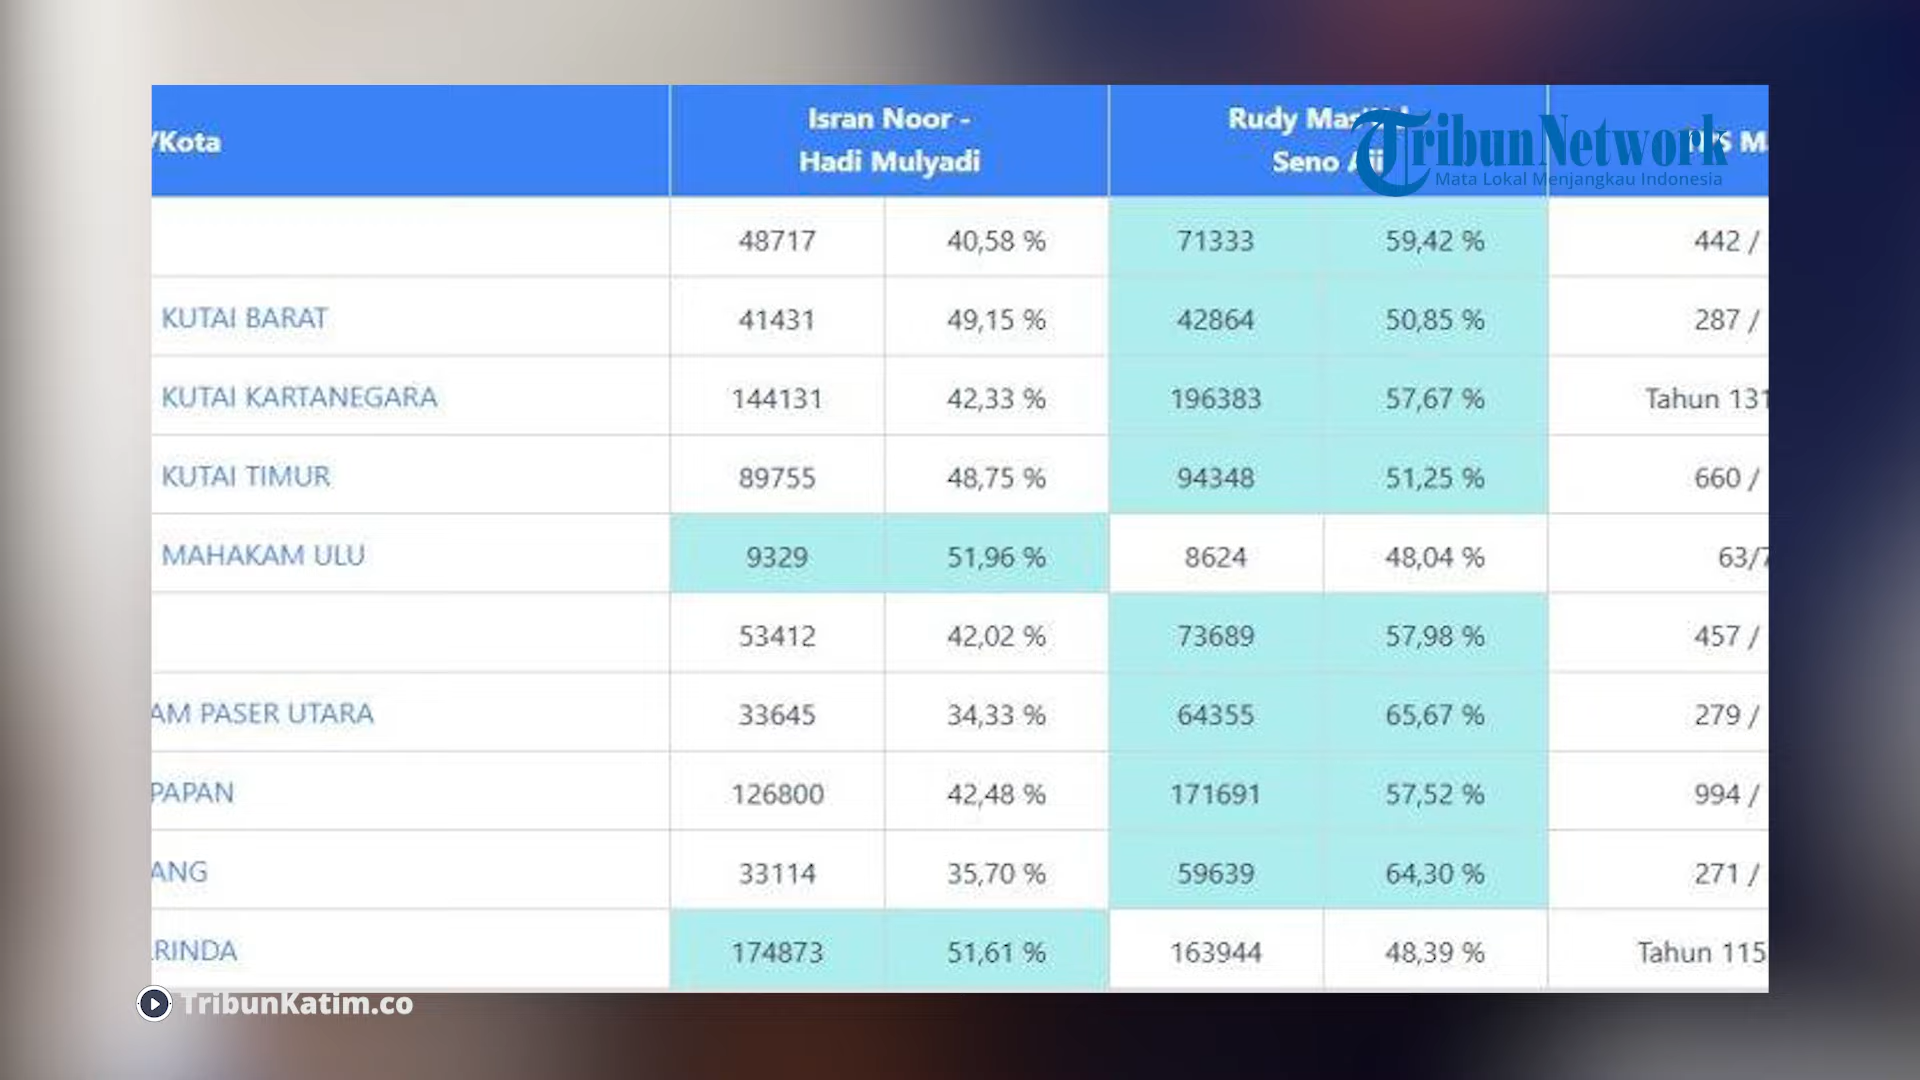 /Kota
Isran Noor -
Hadi Mulyadi
Rudy
Seno
TribunNetwork
Mata Lokal Menjangkau Indonesia
48717 40,58 % 71333 59,42 % 442 /
KUTAI BARAT 41431 49,15 % 42864 50,85 % 287 /
KUTAI KARTANEGARA 144131 42,33 % 196383 57,67 % Tahun 131
KUTAI TIMUR 89755 48,75 % 94348 51,25 % 660 /
MAHAKAM ULU 9329 51,96 % 8624 48,04 % 63/7
53412 42,02 % 73689 57,98 % 457 /
AM PASER UTARA 33645 34,33 % 64355 65,67 % 279 /
PAPAN 126800 42,48 % 171691 57,52 % 994 /
ANG 33114 35,70 % 59639 64,30 % 271 /
RINDA 174873 51,61 % 163944 48,39 % Tahun 115
TribunKatim.co